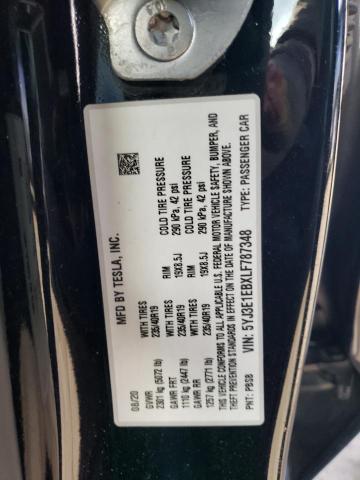 MFD BY TESLA, INC.
08/20
GVWR
2301 kg (5072 lb)
GAWR FRT
1110 kg (2447 lb)
GAWR RR
1257 kg (2771 lb)
WITH TIRES
235/40R19
WITH TIRES
235/40R19
RIM
19X8.5J
RIM
19X8.5J
COLD TIRE PRESSURE
290 kPa, 42 psi
COLD TIRE PRESSURE
290 kPa, 42 psi
THIS VEHICLE CONFORMS TO ALL APPLICABLE U.S. FEDERAL MOTOR VEHICLE SAFETY, BUMPER, AND
THEFT PREVENTION STANDARDS IN EFFECT ON THE DATE OF MANUFACTURE SHOWN ABOVE.
VIN: 5YJ3E1EBXLF787348 TYPE: PASSENGER CAR
PNT: PBSB